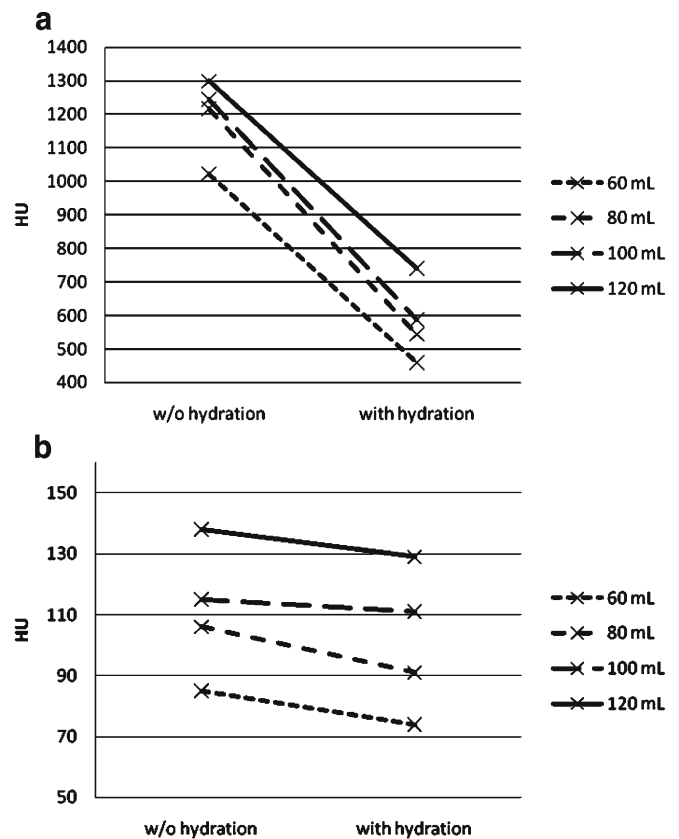 a
1400
1300
1200
1100
1000
900
800
700
600
500
400
HU
w/o hydration with hydration
60 mL
80 mL
100 mL
120 mL
b
150
130
110
90
70
50
HU
w/o hydration with hydration
60 mL
80 mL
100 mL
120 mL